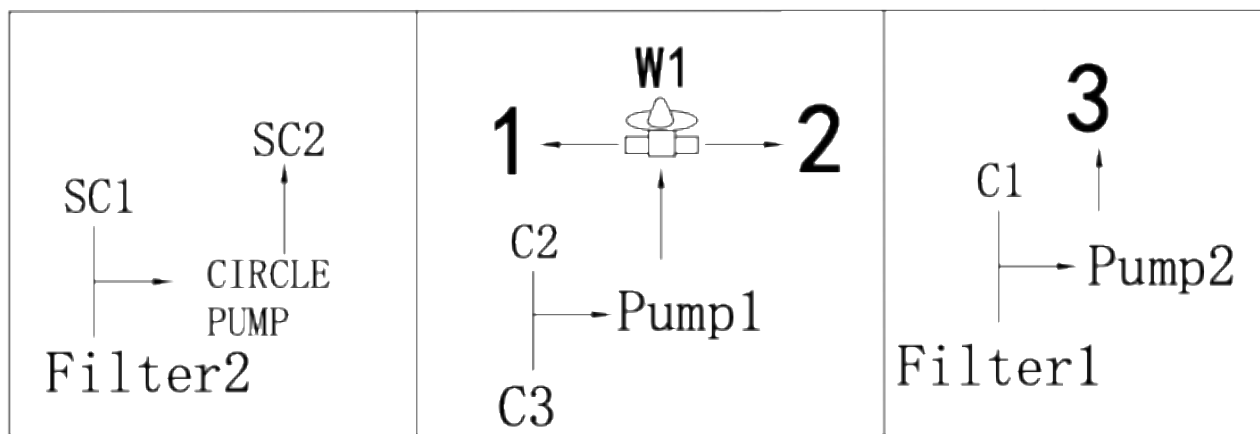 SC2
SC1
CIRCLE
PUMP
Filter2
W1
1
2
C2
Pump1
C3
3
C1
Pump2
Filter1